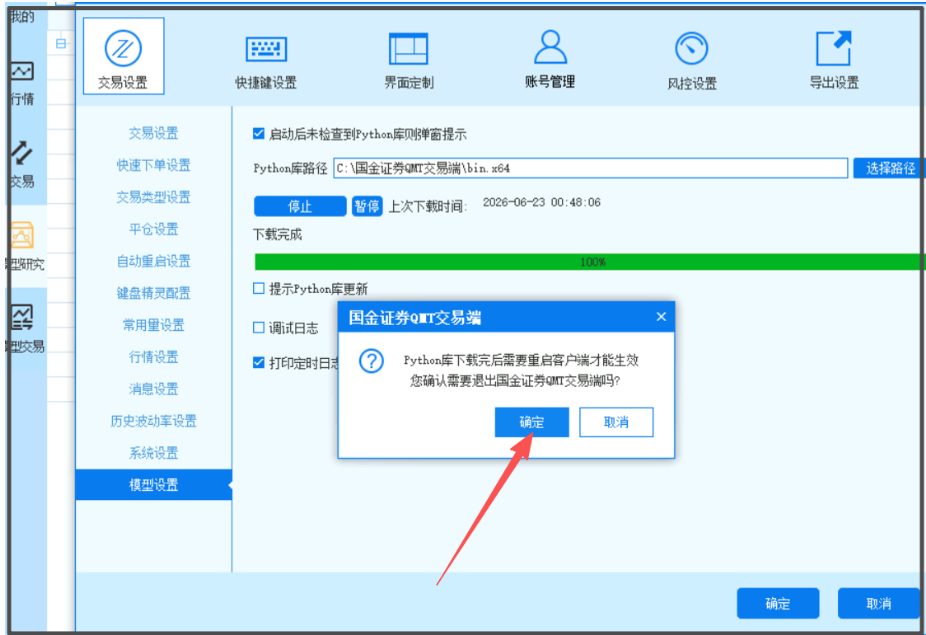 我的
行情
交易
型研究
型交易
交易设置
快捷键设置
界面定制
账号管理
风控设置
导出设置
交易设置
快速下单设置
交易类型设置
平仓设置
自动重启设置
键盘精灵配置
常用量设置
行情设置
消息设置
历史波动率设置
系统设置
模型设置
启动后未检查到Python库则弹窗提示
Python库路径 C:\国金证券QMT交易端\bin.x64 选择路径
停止 暂停 上次下载时间: 2026-06-23 00:48:06
下载完成
100%
提示Python库更新
调试日志
打印定时日志
国金证券QMT交易端
Python库下载完后需要重启客户端才能生效
您确认需要退出国金证券QMT交易端吗?
确定 取消
确定 取消